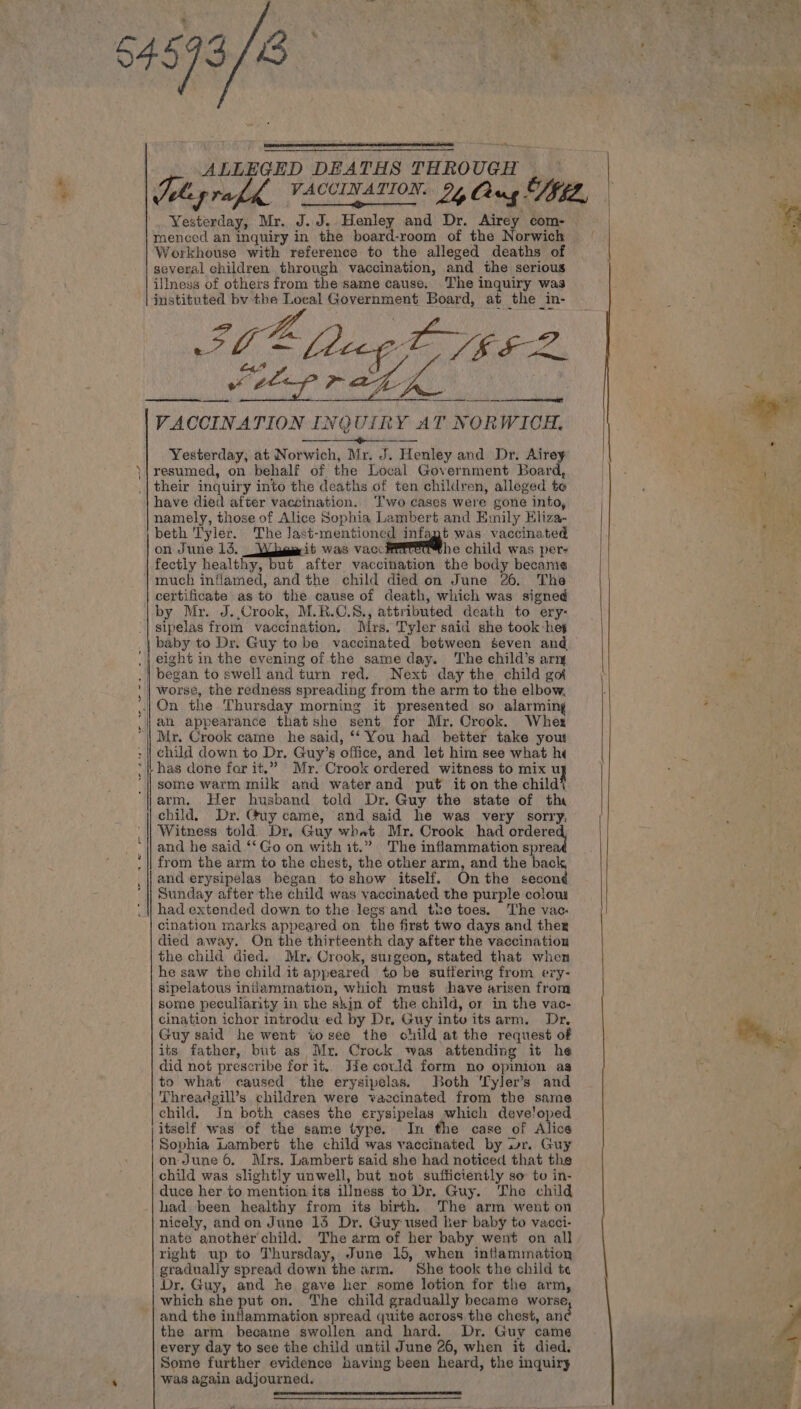 54593/B
ALLEGED DEATHS THROUGH
Telegraph VACCINATION. 24 Aug 1882
Yesterday, Mr. J. J. Henley and Dr. Airey com-
menced an inquiry in the board-room of the Norwich
Workhouse with reference to the alleged deaths of
several children through vaccination, and the serious
illness of others from the same cause. The inquiry was
instituted by the Local Government Board, at the in-
30th Augt, 1882
Telegraph
VACCINATION INQUIRY AT NORWICH.
Yesterday, at Norwich, Mr. J. Henley and Dr. Airey
resumed, on behalf of the Local Government Board,
their inquiry into the deaths of ten children, alleged to
have died after vaccination. Two cases were gone into,
namely, those of Alice Sophia Lambert and Emily Eliza-
beth Tyler. The last-mentioned infant was vaccinated
on June 13. When it was vaccinated the child was per-
fectly healthy, but after vaccination the body became
much inflamed, and the child died on June 26. The
certificate as to the cause of death, which was signed
by Mr. J. Crook, M.R.C.S., attributed death to ery-
sipelas from vaccination. Mrs. Tyler said she took her
baby to Dr. Guy to be vaccinated between seven and
eight in the evening of the same day. The child's arm
began to swell and turn red. Next day the child got
worse, the redness spreading from the arm to the elbow.
On the Thursday morning it presented so alarming
an appearance that she sent for Mr. Crook. When
Mr. Crook came he said, “You had better take your
child down to Dr. Guy's office, and let him see what he
has done for it.” Mr. Crook ordered witness to mix up
some warm milk and water and put it on the child's
arm. Her husband told Dr. Guy the state of the
child. Dr. Guy came, and said he was very sorry.
Witness told Dr. Guy what Mr. Crook had ordered,
and he said “Go on with it.” The inflammation spread
from the arm to the chest, the other arm, and the back,
and erysipelas began to show itself. On the second
Sunday after the child was vaccinated the purple colour
had extended down to the legs and the toes. The vac-
cination marks appeared on the first two days and then
died away. On the thirteenth day after the vaccination
the child died. Mr. Crook, surgeon, stated that when
he saw the child it appeared to be suffering from ery-
sipelatous inflammation, which must have arisen from
some peculiarity in the skin of the child, or in the vac-
cination ichor introdu ed by Dr. Guy into its arm. Dr.
Guy said he went to see the child at the request of
its father, but as Mr. Crock was attending it he
did not prescribe for it. He could form no opinion as
to what caused the erysipelas. Both Tyler's and
Threadgill's children were vaccinated from the same
child. In both cases the erysipelas which developed
itself was of the same type. In the case of Alice
Sophia Lambert the child was vaccinated by Dr. Guy
on June 6. Mrs. Lambert said she had noticed that the
child was slightly unwell, but not sufficiently so to in-
duce her to mention its illness to Dr. Guy. The child
had been healthy from its birth. The arm went on
nicely, and on June 13 Dr. Guy used her baby to vacci-
nate another child. The arm of her baby went on all
right up to Thursday, June 15, when inflammation
gradually spread down the arm. She took the child to
Dr. Guy, and he gave her some lotion for the arm,
which she put on. The child gradually became worse,
and the inflammation spread quite across the chest, and
the arm became swollen and hard. Dr. Guy came
every day to see the child until June 26, when it died.
Some further evidence having been heard, the inquiry
was again adjourned.